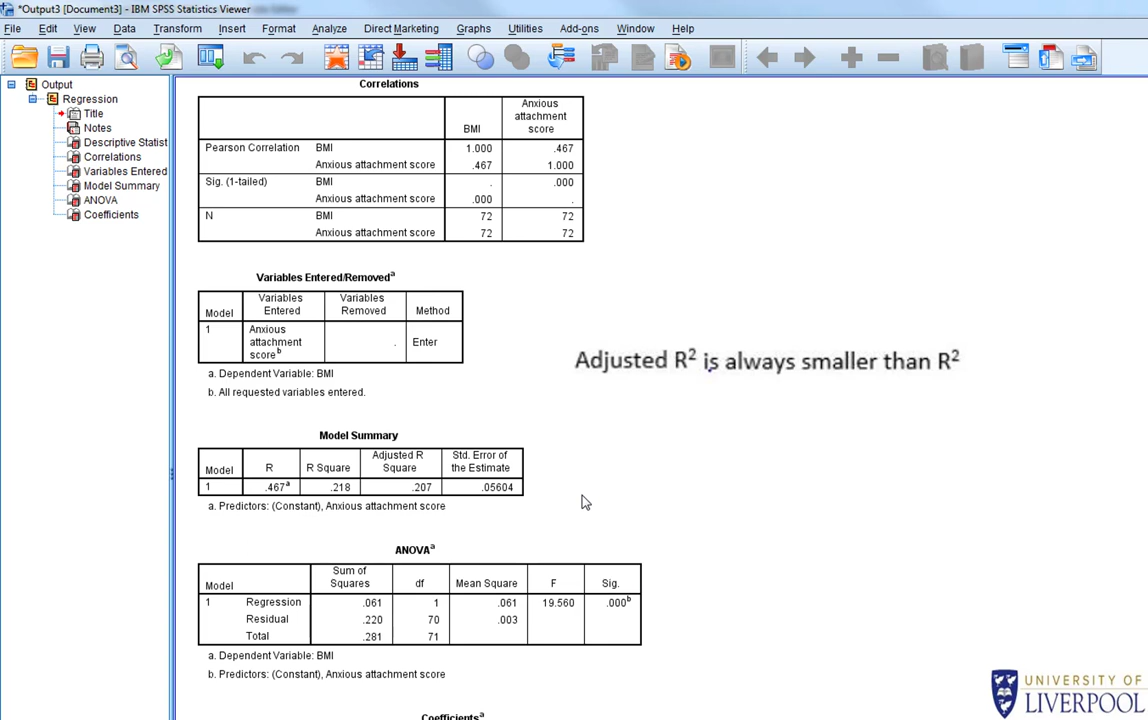 *Output3 [Document3] - IBM SPSS Statistics Viewer
File Edit View Data Transform Insert Format Analyze Direct Marketing Graphs Utilities Add-ons Window Help
Output
Regression
Title
Notes
Descriptive Statist
Correlations
Variables Entered
Model Summary
ANOVA
Coefficients
Correlations
BMI Anxious attachment score
Pearson Correlation BMI 1.000 .467
Anxious attachment score .467 1.000
Sig. (1-tailed) BMI . .000
Anxious attachment score .000 .
N BMI 72 72
Anxious attachment score 72 72
Variables Entered/Removedᵃ
Model Variables Entered Variables Removed Method
1 Anxious attachment scoreᵇ . Enter
a. Dependent Variable: BMI
b. All requested variables entered.
Adjusted R² is always smaller than R²
Model Summary
Model R R Square Adjusted R Square Std. Error of the Estimate
1 .467ᵃ .218 .207 .05604
a. Predictors: (Constant), Anxious attachment score
ANOVAᵃ
Model Sum of Squares df Mean Square F Sig.
1 Regression .061 1 .061 19.560 .000ᵇ
Residual .220 70 .003
Total .281 71
a. Dependent Variable: BMI
b. Predictors: (Constant), Anxious attachment score
Coefficientsᵃ
UNIVERSITY OF
LIVERPOOL